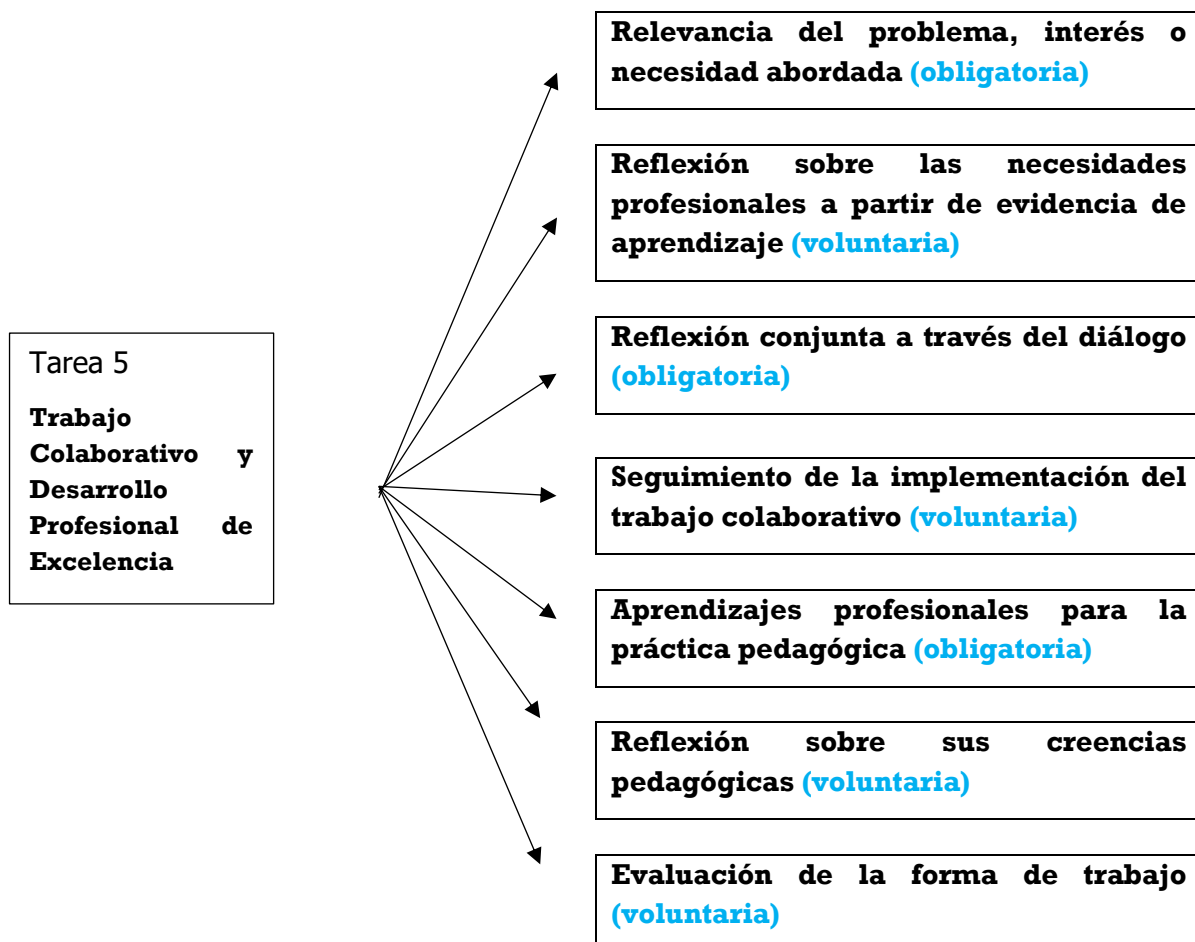 Relevancia del problema, interés o
necesidad abordada (obligatoria)
Reflexión sobre las necesidades
profesionales a partir de evidencia de
aprendizaje (voluntaria)
Reflexión conjunta a través del diálogo
(obligatoria)
Tarea 5
Trabajo
Colaborativo y
Desarrollo
Profesional de
Excelencia
Seguimiento de la implementación del
trabajo colaborativo (voluntaria)
Aprendizajes profesionales para la
práctica pedagógica (obligatoria)
Reflexión sobre sus creencias
pedagógicas (voluntaria)
Evaluación de la forma de trabajo
(voluntaria)